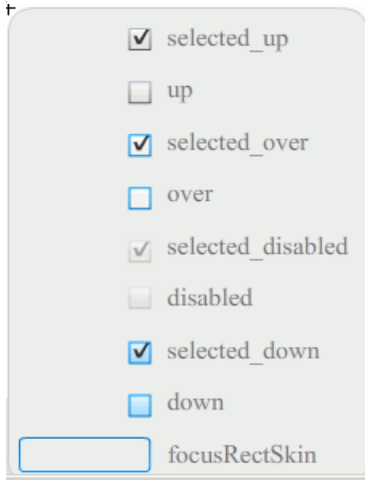 selected_up
up
selected_over
over
selected_disabled
disabled
selected_down
down
focusRectSkin